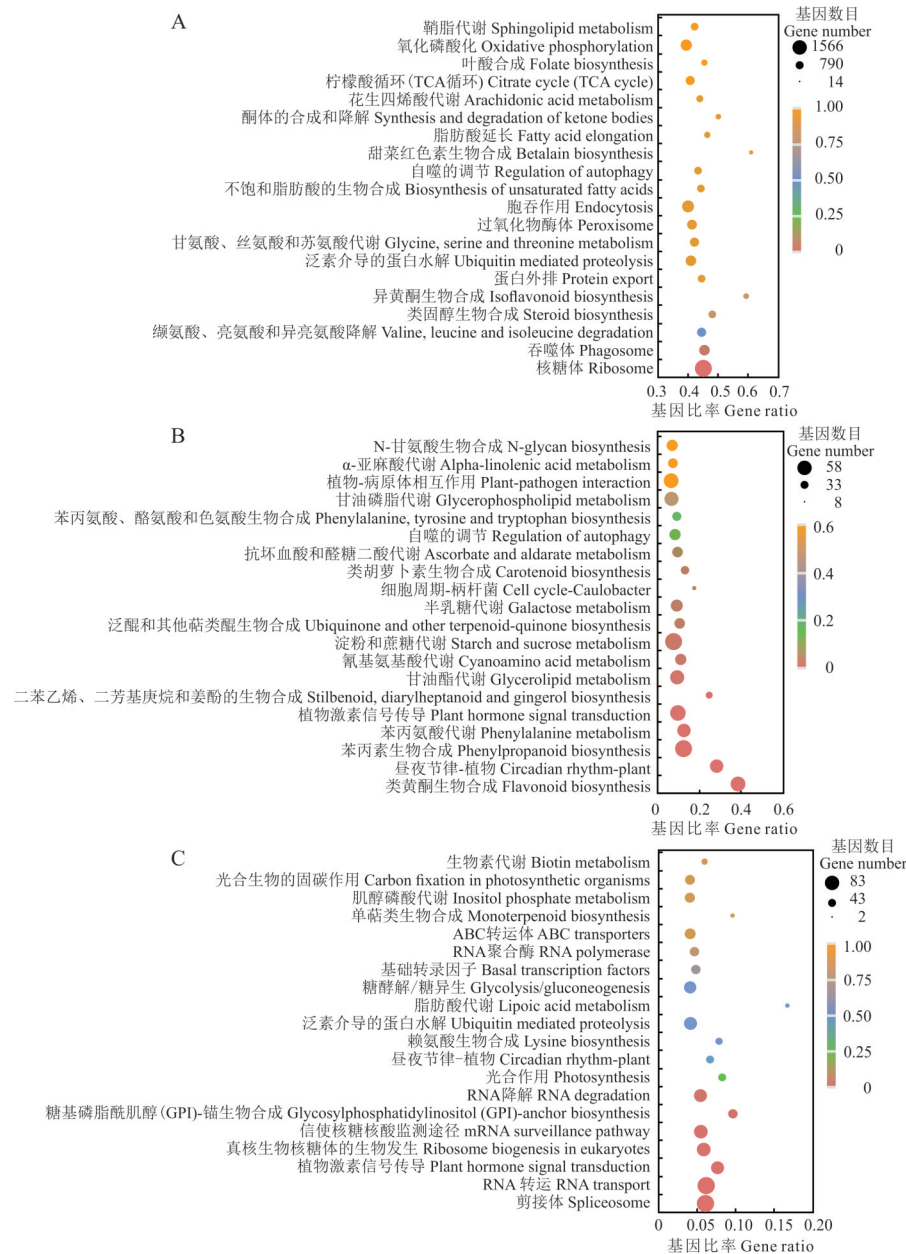 A
鞘脂代谢 Sphingolipid metabolism
氧化磷酸化 Oxidative phosphorylation
叶酸合成 Folate biosynthesis
柠檬酸循环(TCA循环) Citrate cycle (TCA cycle)
花生四烯酸代谢 Arachidonic acid metabolism
酮体的合成和降解 Synthesis and degradation of ketone bodies
脂肪酸延长 Fatty acid elongation
甜菜红色素生物合成 Betalain biosynthesis
自噬的调节 Regulation of autophagy
不饱和脂肪酸的生物合成 Biosynthesis of unsaturated fatty acids
胞吞作用 Endocytosis
过氧化物酶体 Peroxisome
甘氨酸、丝氨酸和苏氨酸代谢 Glycine, serine and threonine metabolism
泛素介导的蛋白水解 Ubiquitin mediated proteolysis
蛋白外排 Protein export
异黄酮生物合成 Isoflavonoid biosynthesis
类固醇生物合成 Steroid biosynthesis
缬氨酸、亮氨酸和异亮氨酸降解 Valine, leucine and isoleucine degradation
吞噬体 Phagosome
核糖体 Ribosome
0.3 0.4 0.5 0.6 0.7
基因比率 Gene ratio
基因数目
Gene number
1566
790
14
1.00
0.75
0.50
0.25
0
B
N-甘氨酸生物合成 N-glycan biosynthesis
α-亚麻酸代谢 Alpha-linolenic acid metabolism
植物-病原体相互作用 Plant-pathogen interaction
甘油磷脂代谢 Glycerophospholipid metabolism
苯丙氨酸、酪氨酸和色氨酸生物合成 Phenylalanine, tyrosine and tryptophan biosynthesis
自噬的调节 Regulation of autophagy
抗坏血酸和醛糖二酸代谢 Ascorbate and aldarate metabolism
类胡萝卜素生物合成 Carotenoid biosynthesis
细胞周期-柄杆菌 Cell cycle-Caulobacter
半乳糖代谢 Galactose metabolism
泛醌和其他萜类醌生物合成 Ubiquinone and other terpenoid-quinone biosynthesis
淀粉和蔗糖代谢 Starch and sucrose metabolism
氰基氨基酸代谢 Cyanoamino acid metabolism
甘油酯代谢 Glycerolipid metabolism
二苯乙烯、二芳基庚烷和姜酚的生物合成 Stilbenoid, diarylheptanoid and gingerol biosynthesis
植物激素信号传导 Plant hormone signal transduction
苯丙氨酸代谢 Phenylalanine metabolism
苯丙素生物合成 Phenylpropanoid biosynthesis
昼夜节律-植物 Circadian rhythm-plant
类黄酮生物合成 Flavonoid biosynthesis
0 0.2 0.4 0.6
基因比率 Gene ratio
基因数目
Gene number
58
33
8
0.6
0.4
0.2
0
C
生物素代谢 Biotin metabolism
光合生物的固碳作用 Carbon fixation in photosynthetic organisms
肌醇磷酸代谢 Inositol phosphate metabolism
单萜类生物合成 Monoterpenoid biosynthesis
ABC转运体 ABC transporters
RNA聚合酶 RNA polymerase
基础转录因子 Basal transcription factors
糖酵解/糖异生 Glycolysis/gluconeogenesis
脂肪酸代谢 Lipoic acid metabolism
泛素介导的蛋白水解 Ubiquitin mediated proteolysis
赖氨酸生物合成 Lysine biosynthesis
昼夜节律-植物 Circadian rhythm-plant
光合作用 Photosynthesis
RNA降解 RNA degradation
糖基磷脂酰肌醇(GPI)-锚生物合成 Glycosylphosphatidylinositol (GPI)-anchor biosynthesis
信使核糖核酸监测途径 mRNA surveillance pathway
真核生物核糖体的生物发生 Ribosome biogenesis in eukaryotes
植物激素信号传导 Plant hormone signal transduction
RNA 转运 RNA transport
剪接体 Spliceosome
0 0.05 0.10 0.15 0.20
基因比率 Gene ratio
基因数目
Gene number
83
43
2
1.00
0.75
0.50
0.25
0